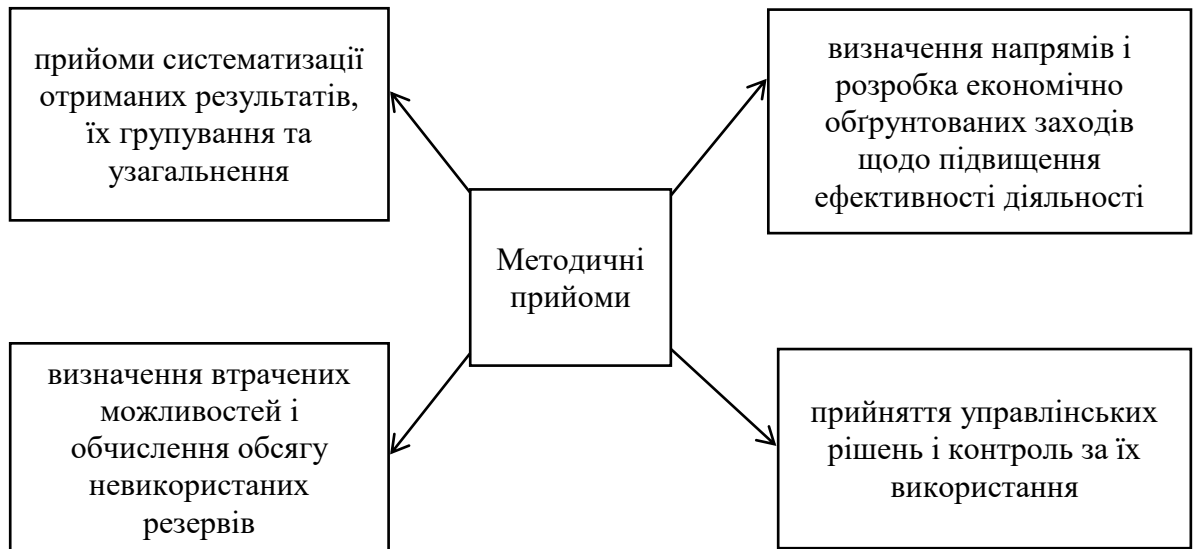 прийоми систематизації
отриманих результатів,
їх групування та
узагальнення
визначення напрямів і
розробка економічно
обґрунтованих заходів
щодо підвищення
ефективності діяльності
Методичні
прийоми
визначення втрачених
можливостей і
обчислення обсягу
невикористаних
резервів
прийняття управлінських
рішень і контроль за їх
використання